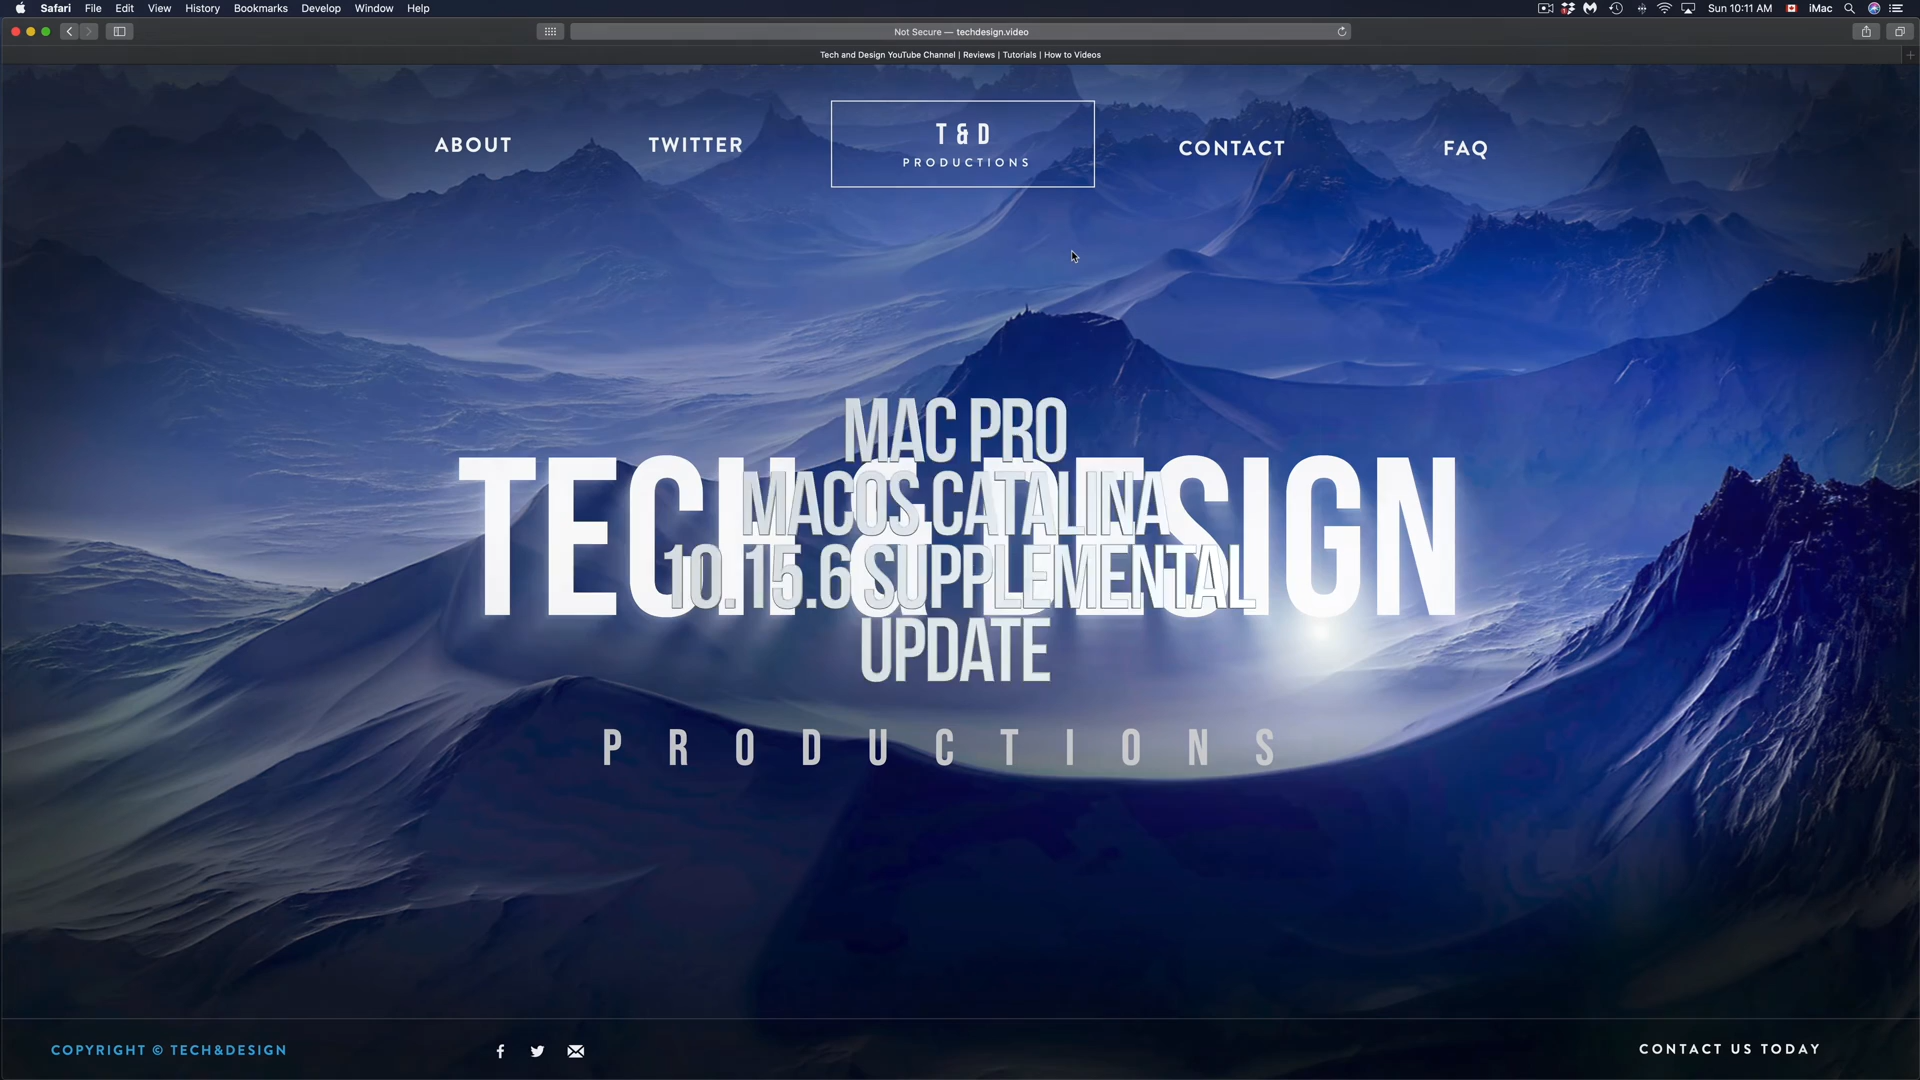 Safari File Edit View History Bookmarks Develop Window Help
Sun 10:11 AM iMac
Not Secure — techdesign.video
Tech and Design YouTube Channel | Reviews | Tutorials | How to Videos
ABOUT
TWITTER
T & D
PRODUCTIONS
CONTACT
FAQ
MAC PRO
MACOS CATALINA
10.15.6 SUPPLEMENTAL
UPDATE
TECH & DESIGN
PRODUCTIONS
COPYRIGHT © TECH&DESIGN
CONTACT US TODAY